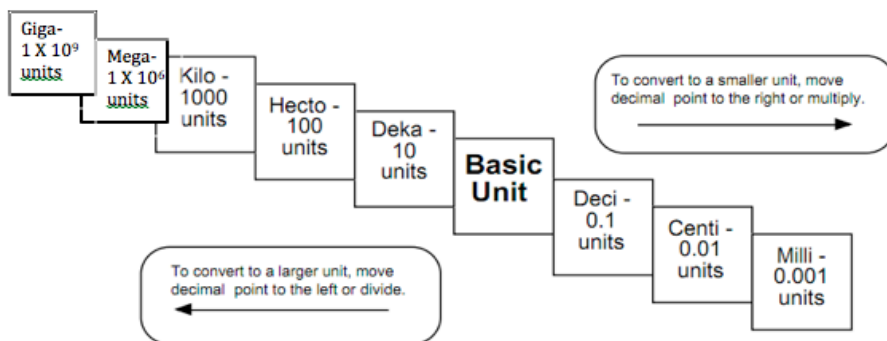 Giga-
1 X 10⁹
units
Mega-
1 X 10⁶
units
Kilo -
1000
units
Hecto -
100
units
Deka -
10
units
Basic
Unit
Deci -
0.1
units
Centi -
0.01
units
Milli -
0.001
units
To convert to a smaller unit, move
decimal point to the right or multiply.
To convert to a larger unit, move
decimal  point to the left or divide.